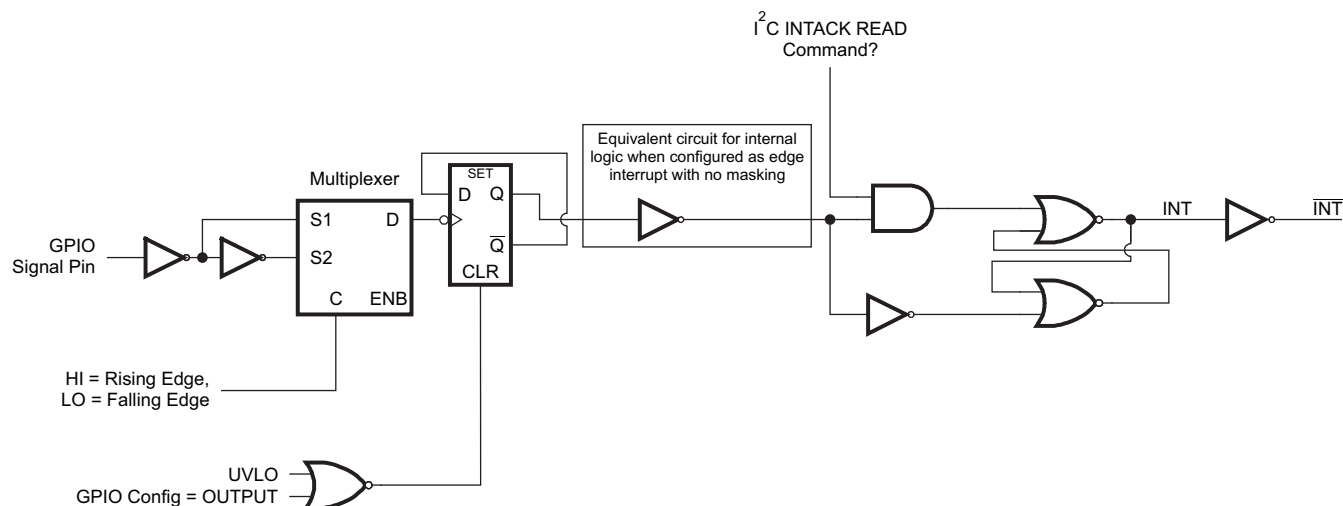 I²C INTACK READ
Command?
Equivalent circuit for internal
logic when configured as edge
interrupt with no masking
Multiplexer
SET
D Q
S1 D
GPIO
Signal Pin
S2
Q̅
CLR
C ENB
INT
I̅N̅T̅
HI = Rising Edge,
LO = Falling Edge
UVLO
GPIO Config = OUTPUT